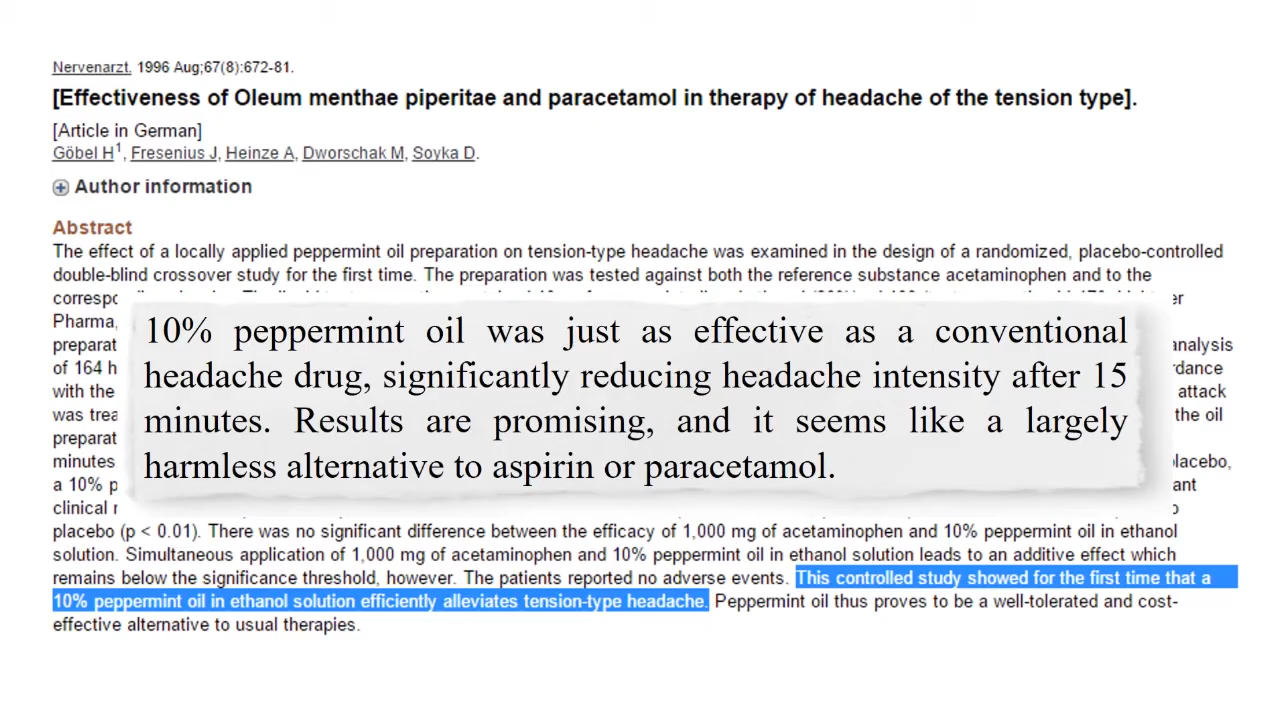 Nervenarzt. 1996 Aug;67(8):672-81.
[Effectiveness of Oleum menthae piperitae and paracetamol in therapy of headache of the tension type].
[Article in German]
Göbel H1, Fresenius J, Heinze A, Dworschak M, Soyka D.
Author information
Abstract
The effect of a locally applied peppermint oil preparation on tension-type headache was examined in the design of a randomized, placebo-controlled
double-blind crossover study for the first time. The preparation was tested against both the reference substance acetaminophen and to the
Pharma,
of 164 h
with the
attack
the oil
minutes
10% peppermint oil was just as effective as a conventional
headache drug, significantly reducing headache intensity after 15
minutes. Results are promising, and it seems like a largely
harmless alternative to aspirin or paracetamol.
a 10% p
placebo (p < 0.01). There was no significant difference between the efficacy of 1,000 mg of acetaminophen and 10% peppermint oil in ethanol
solution. Simultaneous application of 1,000 mg of acetaminophen and 10% peppermint oil in ethanol solution leads to an additive effect which
remains below the significance threshold, however. The patients reported no adverse events. This controlled study showed for the first time that a
10% peppermint oil in ethanol solution efficiently alleviates tension-type headache. Peppermint oil thus proves to be a well-tolerated and cost-
effective alternative to usual therapies.